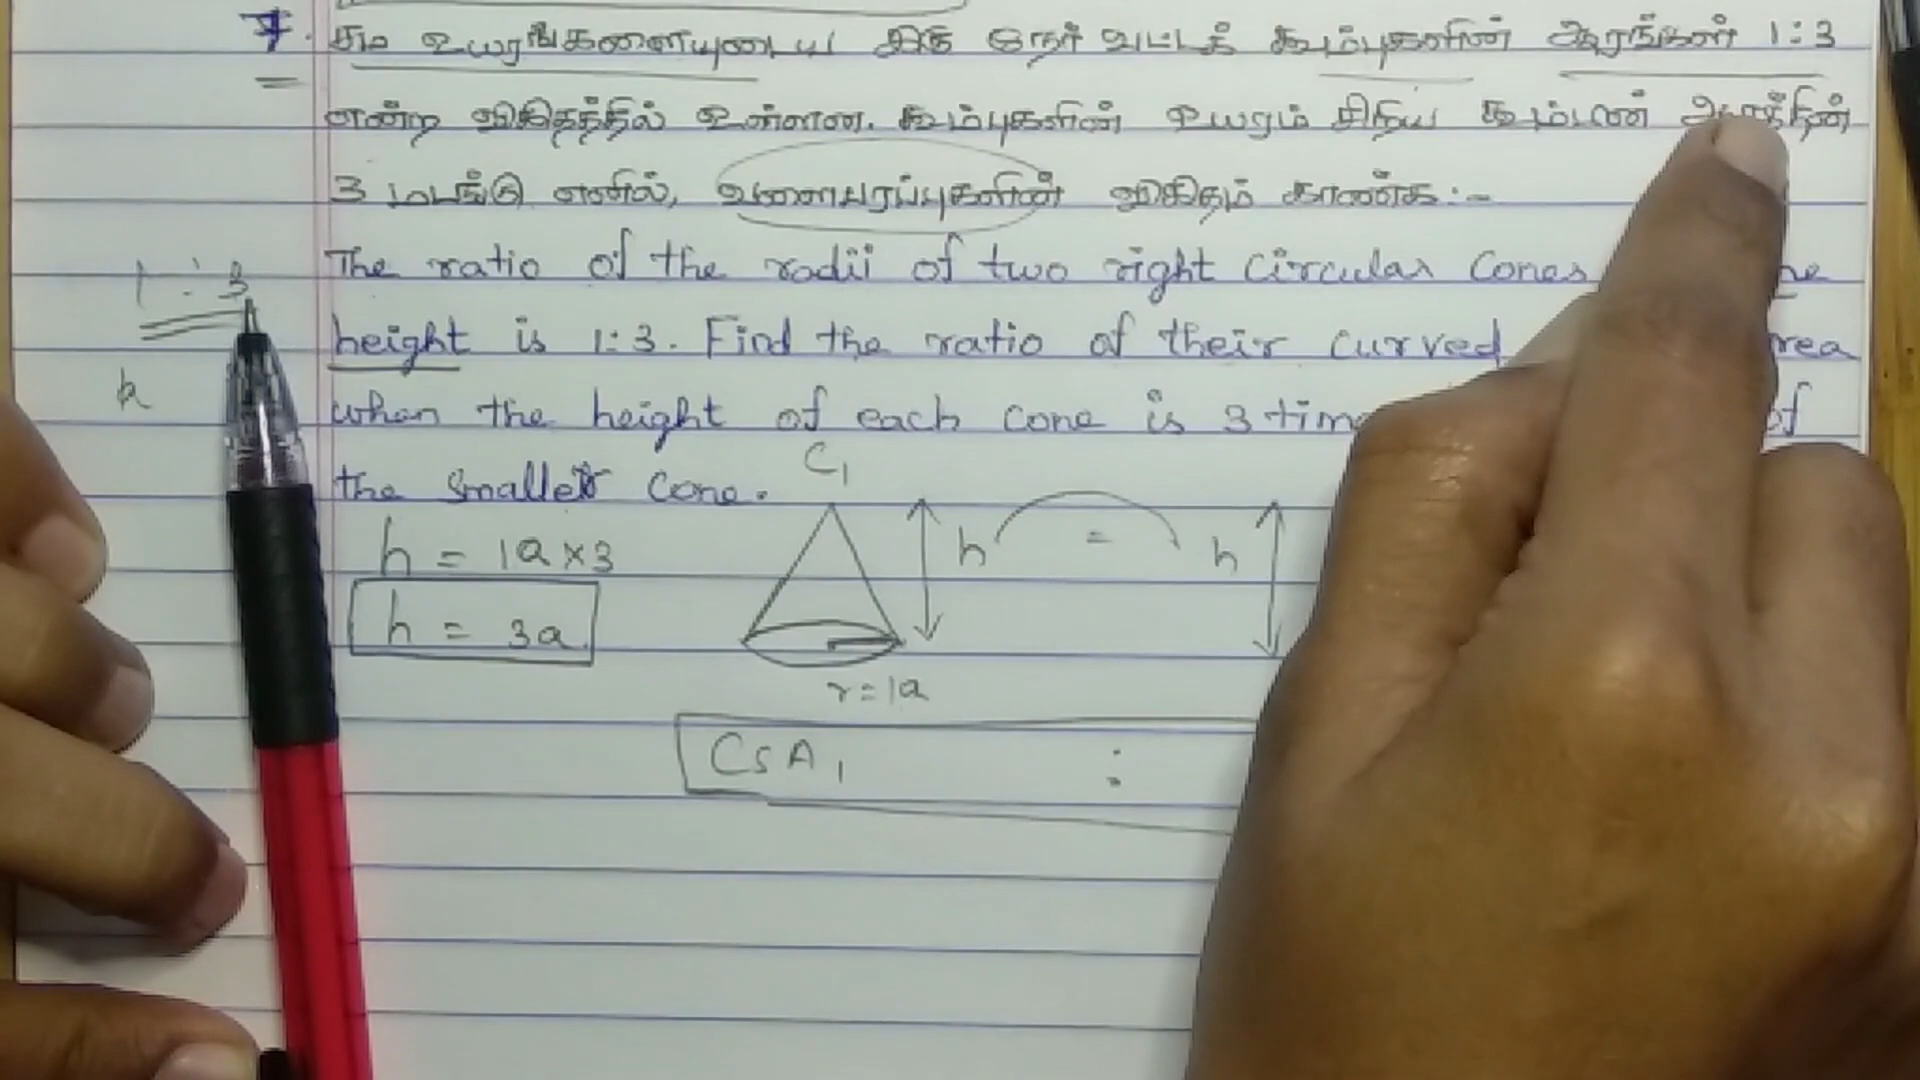 7. சம உயரங்களையுடைய இரு நேர் வட்டக் கூம்புகளின் ஆரங்கள் 1:3
என்ற விகிதத்தில் உள்ளன. கூம்புகளின் உயரம் சிறிய கூம்பின்
3 மடங்கு எனில், வளைபரப்புகளின் விகிதம் காண்க:-
The ratio of the radii of two right circular cones
height is 1:3. Find the ratio of their curved
when the height of each cone is 3 of
the smaller cone.
1:3
h = 1a×3
h = 3a
C1
h = h
r=1a
CSA1 :